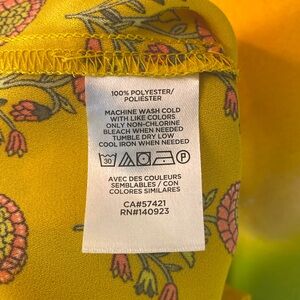 100% POLYESTER/
POLIÉSTER
MACHINE WASH COLD
WITH LIKE COLORS
ONLY NON-CHLORINE
BLEACH WHEN NEEDED
TUMBLE DRY LOW
COOL IRON WHEN NEEDED
30
P
AVEC DES COULEURS
SEMBLABLES / CON
COLORES SIMILARES
CA#57421
RN#140923